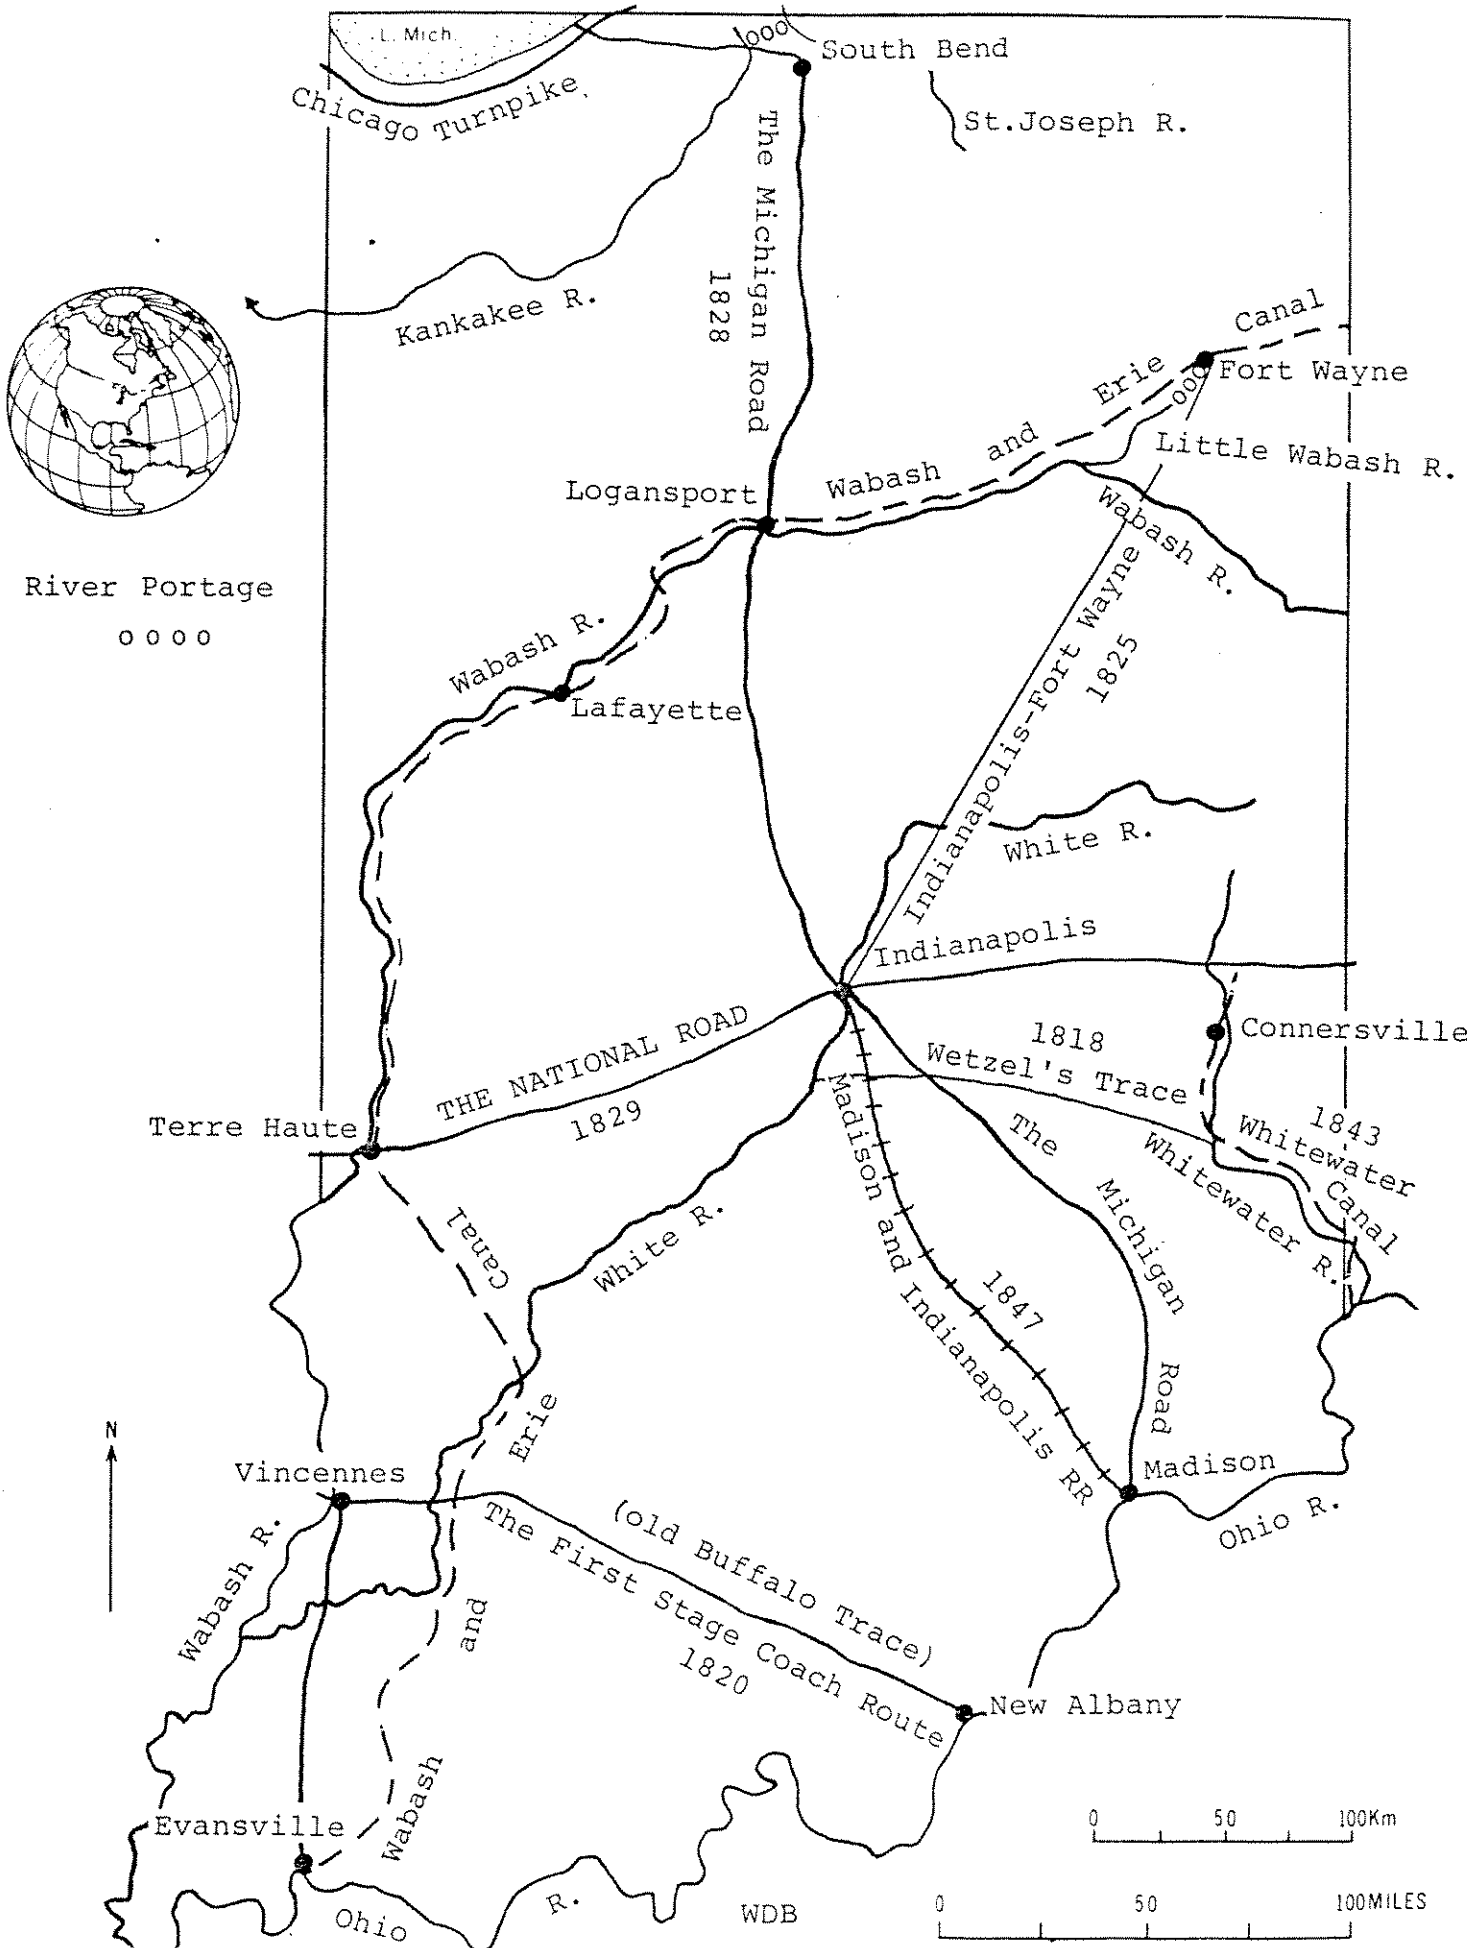 L. Mich.
South Bend
Chicago Turnpike
St.Joseph R.
The Michigan Road
1828
Kankakee R.
Canal
Erie
and
Wabash
Fort Wayne
Little Wabash R.
Logansport
Wabash R.
River Portage
oooo
ooo
ooo
Indianapolis-Fort Wayne
1825
Wabash R.
Lafayette
White R.
Indianapolis
THE NATIONAL ROAD
1829
1818
Wetzel's Trace
Connersville
Terre Haute
1843
Whitewater
Canal
Whitewater R.
The
Michigan
Road
Madison and Indianapolis RR
1847
White R.
Canal
Erie
and
Wabash
N
Vincennes
Madison
Ohio R.
(old Buffalo Trace)
The First Stage Coach Route
1820
Wabash R.
New Albany
Evansville
Ohio
R.
WDB
0 50 100Km
0 50 100MILES